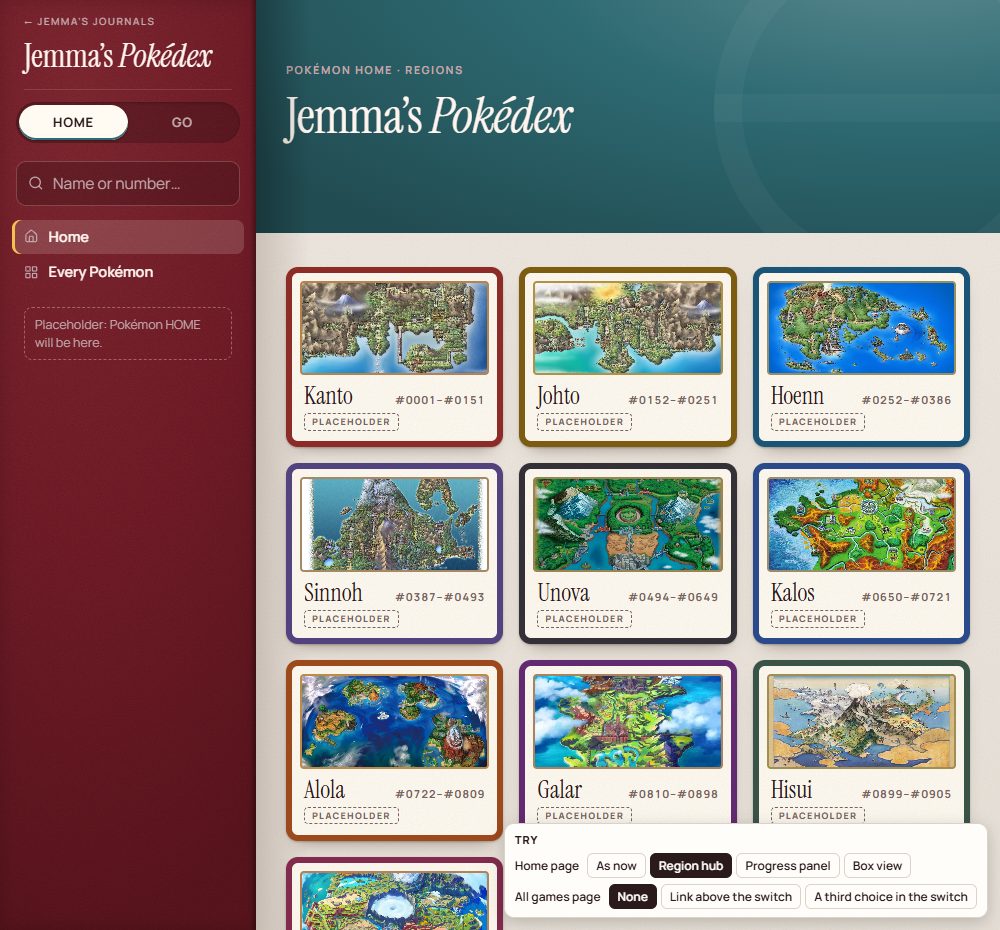 ← JEMMA'S JOURNALS
Jemma's Pokédex
HOME
GO
Name or number...
Home
Every Pokémon
Placeholder: Pokémon HOME
will be here.
POKÉMON HOME · REGIONS
Jemma's Pokédex
Kanto #0001–#0151
PLACEHOLDER
Johto #0152–#0251
PLACEHOLDER
Hoenn #0252–#0386
PLACEHOLDER
Sinnoh #0387–#0493
PLACEHOLDER
Unova #0494–#0649
PLACEHOLDER
Kalos #0650–#0721
PLACEHOLDER
Alola #0722–#0809
PLACEHOLDER
Galar #0810–#0898
PLACEHOLDER
Hisui #0899–#0905
PLACEHOLDER
TRY
Home page As now Region hub Progress panel Box view
All games page None Link above the switch A third choice in the switch